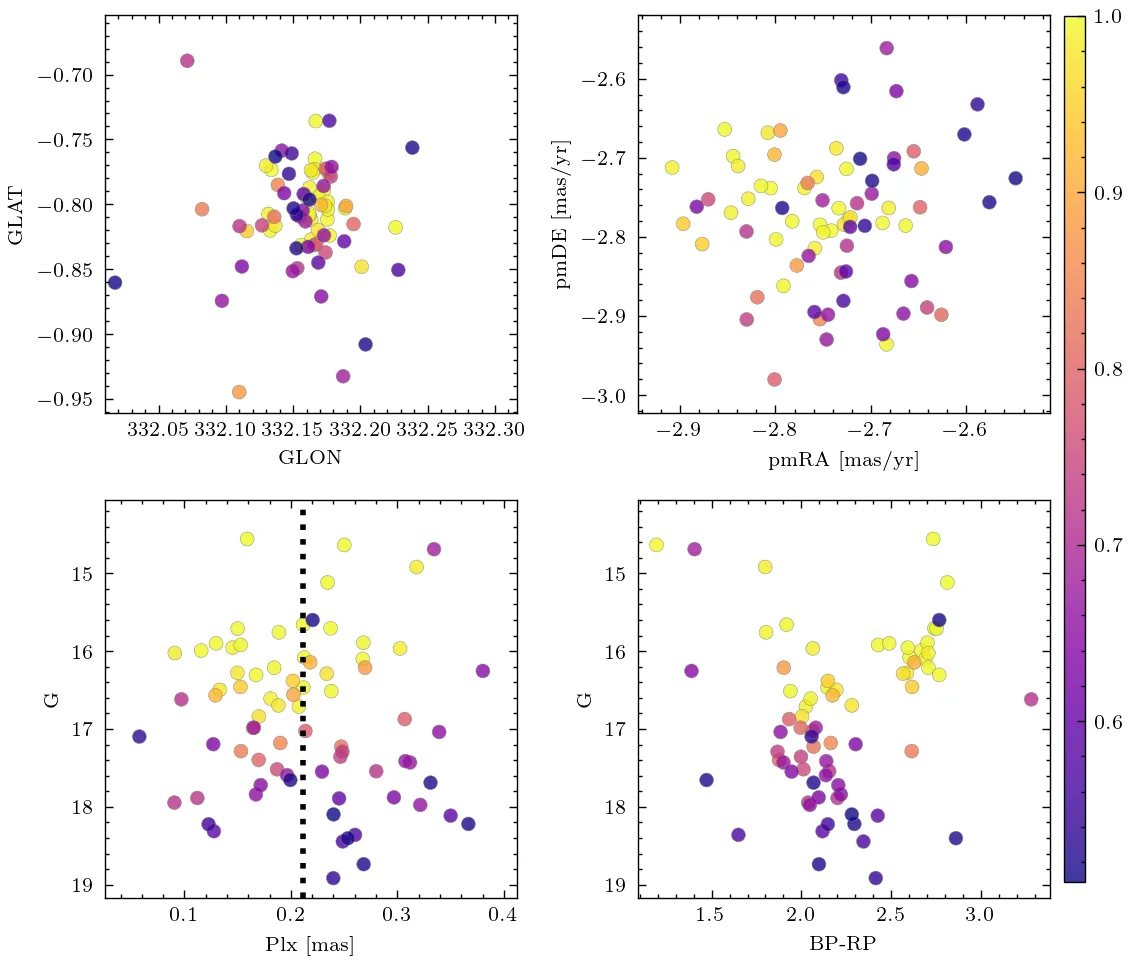 −0.70
−0.75
−0.80
−0.85
−0.90
−0.95
GLAT
332.05 332.10 332.15 332.20 332.25 332.30
GLON
−2.6
−2.7
−2.8
−2.9
−3.0
pmDE [mas/yr]
−2.9 −2.8 −2.7 −2.6
pmRA [mas/yr]
15
16
17
18
19
G
0.1 0.2 0.3 0.4
Plx [mas]
15
16
17
18
19
G
1.5 2.0 2.5 3.0
BP-RP
1.0
0.9
0.8
0.7
0.6